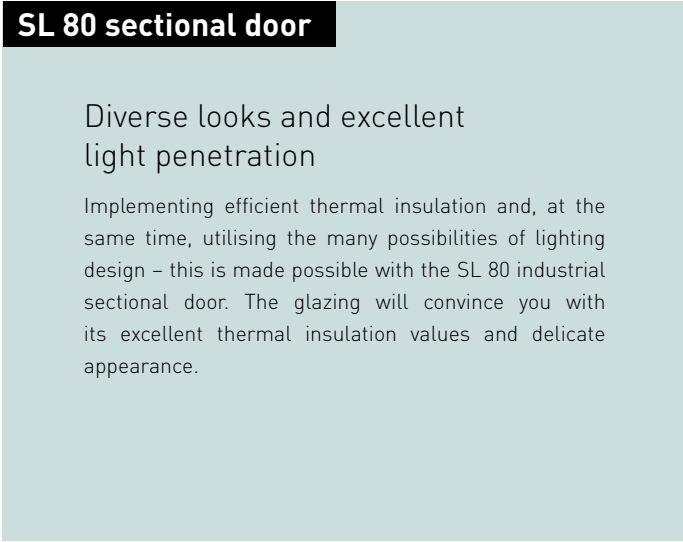 SL 80 sectional door
Diverse looks and excellent
light penetration
Implementing efficient thermal insulation and, at the
same time, utilising the many possibilities of lighting
design – this is made possible with the SL 80 industrial
sectional door. The glazing will convince you with
its excellent thermal insulation values and delicate
appearance.